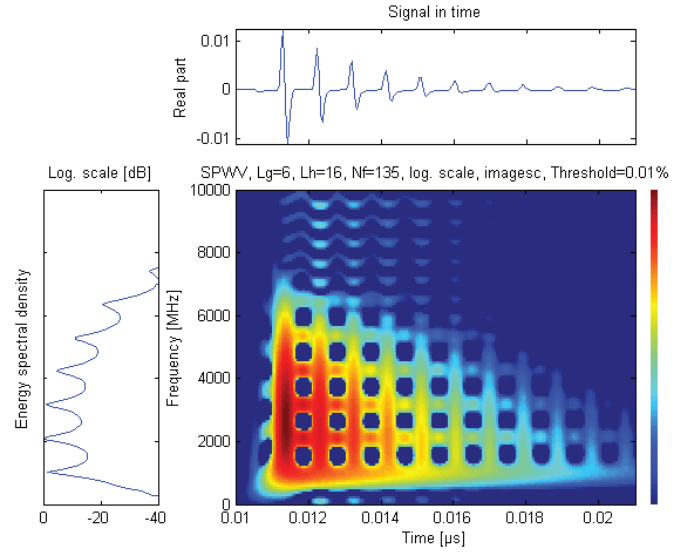 Signal in time
Real part
0.01
0
-0.01
Log. scale [dB]
Energy spectral density
0
-20
-40
SPWV, Lg=6, Lh=16, Nf=135, log. scale, imagesc, Threshold=0.01%
Frequency [MHz]
10000
8000
6000
4000
2000
0
0.01
0.012
0.014
0.016
0.018
0.02
Time [µs]